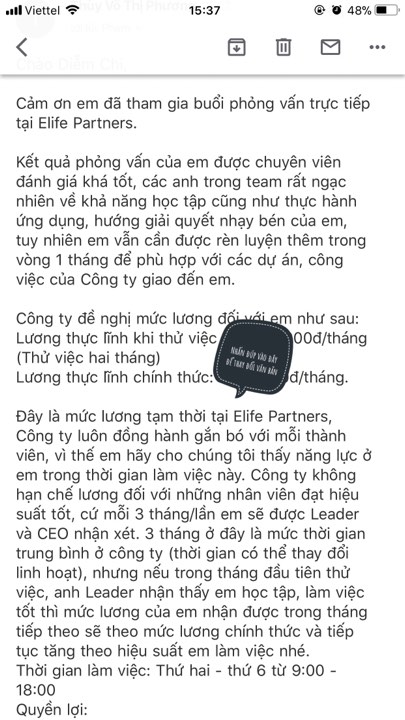 Viettel 15:37 48%
Chào Diễm Chi,
Cảm ơn em đã tham gia buổi phỏng vấn trực tiếp
tại Elife Partners.
Kết quả phỏng vấn của em được chuyên viên
đánh giá khá tốt, các anh trong team rất ngạc
nhiên về khả năng học tập cũng như thực hành
ứng dụng, hướng giải quyết nhạy bén của em,
tuy nhiên em vẫn cần được rèn luyện thêm trong
vòng 1 tháng để phù hợp với các dự án, công
việc của Công ty giao đến em.
Công ty đề nghị mức lương đối với em như sau:
Lương thực lĩnh khi thử việc 00đ/tháng
(Thử việc hai tháng)
Lương thực lĩnh chính thức: đ/tháng.
NHẤN ĐÚP VÀO ĐÂY
ĐỂ THAY ĐỔI VĂN BẢN
Đây là mức lương tạm thời tại Elife Partners,
Công ty luôn đồng hành gắn bó với mỗi thành
viên, vì thế em hãy cho chúng tôi thấy năng lực ở
em trong thời gian làm việc này. Công ty không
hạn chế lương đối với những nhân viên đạt hiệu
suất tốt, cứ mỗi 3 tháng/lần em sẽ được Leader
và CEO nhận xét. 3 tháng ở đây là mức thời gian
trung bình ở công ty (thời gian có thể thay đổi
linh hoạt), nhưng nếu trong tháng đầu tiên thử
việc, anh Leader nhận thấy em học tập, làm việc
tốt thì mức lương của em nhận được trong tháng
tiếp theo sẽ theo mức lương chính thức và tiếp
tục tăng theo hiệu suất em làm việc nhé.
Thời gian làm việc: Thứ hai - thứ 6 từ 9:00 -
18:00
Quyền lợi: